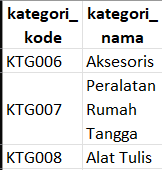 kategori_ kategori_
kode nama
KTG006 Aksesoris
Peralatan
KTG007 Rumah
Tangga
KTG008 Alat Tulis